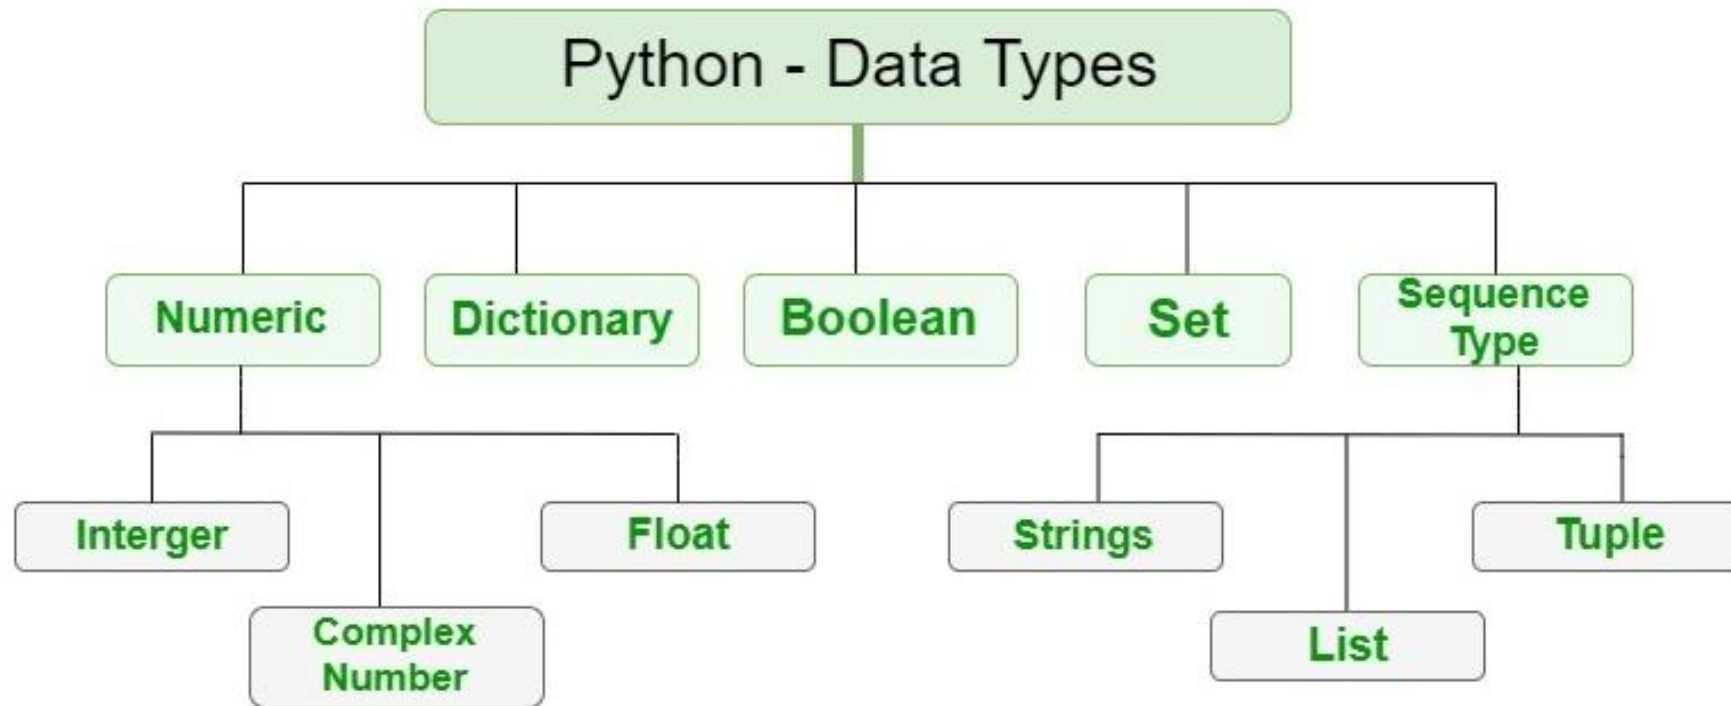 Python - Data Types
Numeric
Dictionary
Boolean
Set
Sequence
Type
Interger
Float
Strings
Tuple
Complex
Number
List